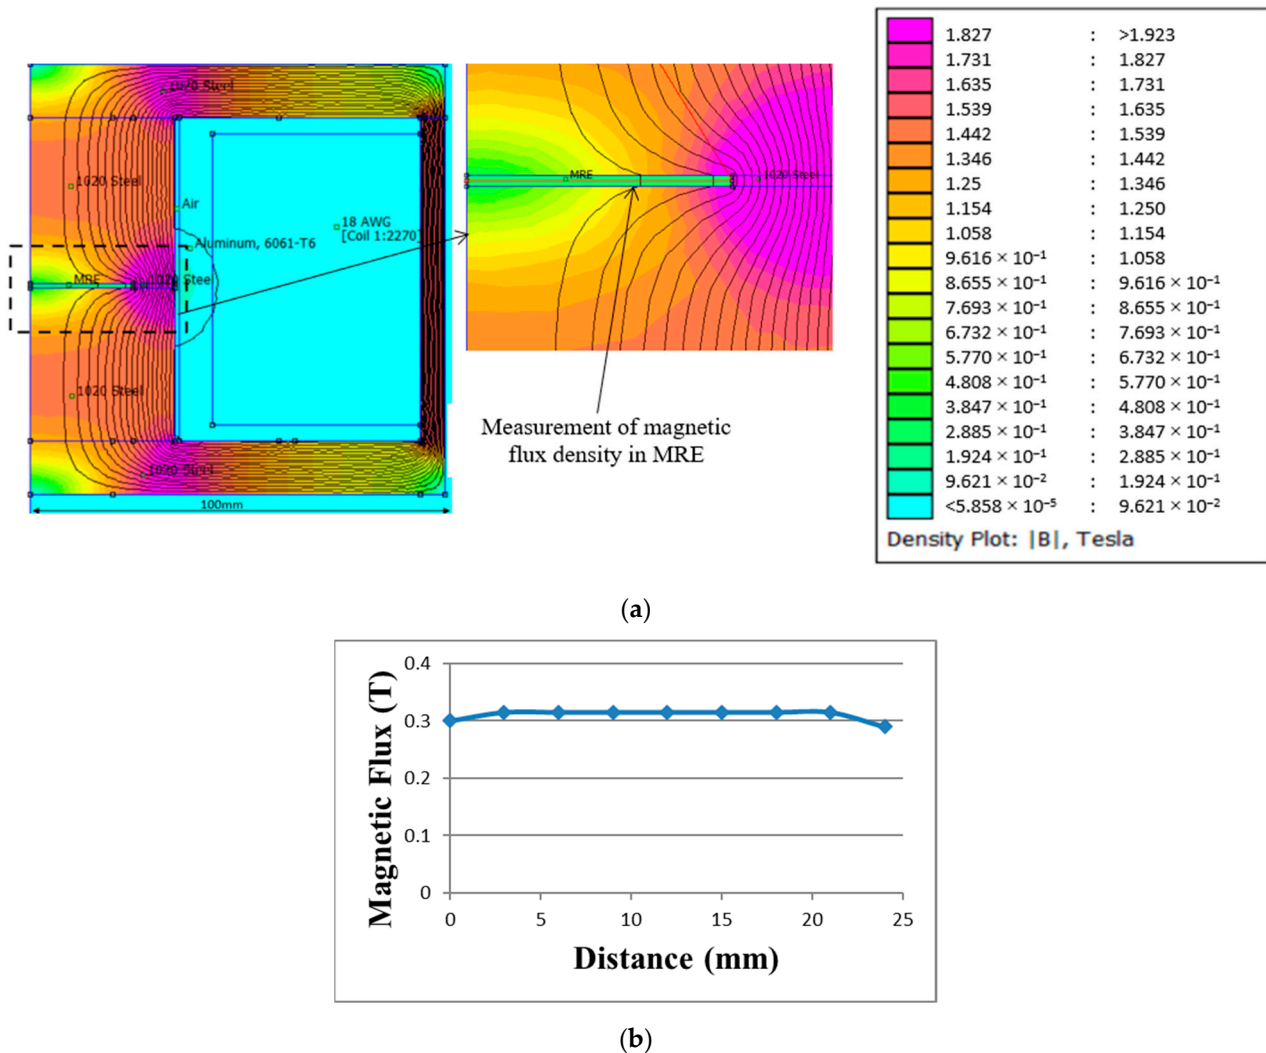 1020 Steel
1020 Steel
Air
18 AWG
[Coil 1:2270]
Aluminum, 6061-T6
MRE
1020 Steel
1020 Steel
1020 Steel
100mm
MRE
1020 Steel
Measurement of magnetic
flux density in MRE
1.827 : >1.923
1.731 : 1.827
1.635 : 1.731
1.539 : 1.635
1.442 : 1.539
1.346 : 1.442
1.25 : 1.346
1.154 : 1.250
1.058 : 1.154
9.616 × 10⁻¹ : 1.058
8.655 × 10⁻¹ : 9.616 × 10⁻¹
7.693 × 10⁻¹ : 8.655 × 10⁻¹
6.732 × 10⁻¹ : 7.693 × 10⁻¹
5.770 × 10⁻¹ : 6.732 × 10⁻¹
4.808 × 10⁻¹ : 5.770 × 10⁻¹
3.847 × 10⁻¹ : 4.808 × 10⁻¹
2.885 × 10⁻¹ : 3.847 × 10⁻¹
1.924 × 10⁻¹ : 2.885 × 10⁻¹
9.621 × 10⁻² : 1.924 × 10⁻¹
<5.858 × 10⁻⁵ : 9.621 × 10⁻²
Density Plot: |B|, Tesla
(a)
Magnetic Flux (T)
0.4
0.3
0.2
0.1
0
0 5 10 15 20 25
Distance (mm)
(b)